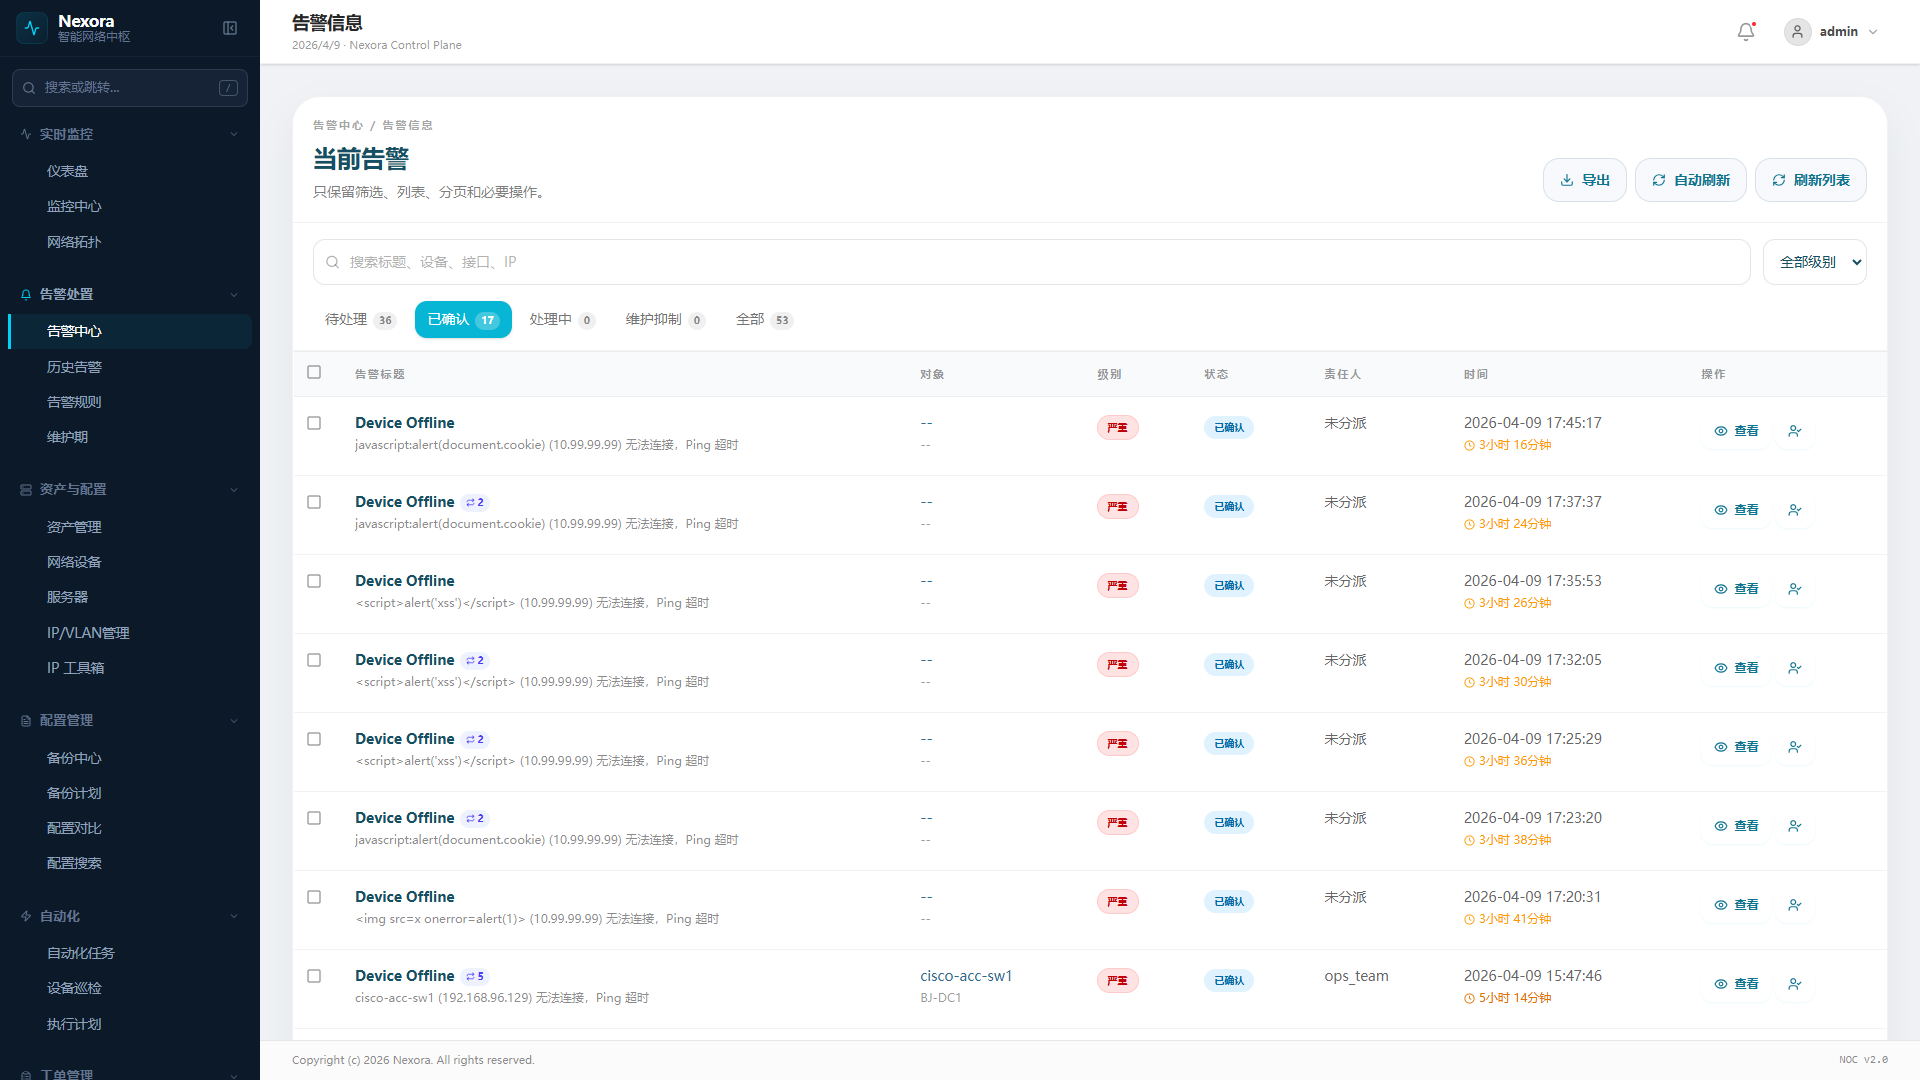 Nexora
智能网络中枢
搜索或跳转...
/
实时监控
仪表盘
监控中心
网络拓扑
告警处置
告警中心
历史告警
告警规则
维护期
资产与配置
资产管理
网络设备
服务器
IP/VLAN管理
IP 工具箱
配置管理
备份中心
备份计划
配置对比
配置搜索
自动化
自动化任务
设备巡检
执行计划
工单管理
告警信息
2026/4/9 · Nexora Control Plane
admin
告警中心 / 告警信息
当前告警
只保留筛选、列表、分页和必要操作。
导出
自动刷新
刷新列表
搜索标题、设备、接口、IP
全部级别
待处理 36
已确认 17
处理中 0
维护抑制 0
全部 53
告警标题 对象 级别 状态 责任人 时间 操作
Device Offline -- 严重 已确认 未分派 2026-04-09 17:45:17 查看
javascript:alert(document.cookie) (10.99.99.99) 无法连接，Ping 超时 -- 3小时 16分钟
Device Offline 2 -- 严重 已确认 未分派 2026-04-09 17:37:37 查看
javascript:alert(document.cookie) (10.99.99.99) 无法连接，Ping 超时 -- 3小时 24分钟
Device Offline -- 严重 已确认 未分派 2026-04-09 17:35:53 查看
<script>alert('xss')</script> (10.99.99.99) 无法连接，Ping 超时 -- 3小时 26分钟
Device Offline 2 -- 严重 已确认 未分派 2026-04-09 17:32:05 查看
<script>alert('xss')</script> (10.99.99.99) 无法连接，Ping 超时 -- 3小时 30分钟
Device Offline 2 -- 严重 已确认 未分派 2026-04-09 17:25:29 查看
<script>alert('xss')</script> (10.99.99.99) 无法连接，Ping 超时 -- 3小时 36分钟
Device Offline 2 -- 严重 已确认 未分派 2026-04-09 17:23:20 查看
javascript:alert(document.cookie) (10.99.99.99) 无法连接，Ping 超时 -- 3小时 38分钟
Device Offline -- 严重 已确认 未分派 2026-04-09 17:20:31 查看
<img src=x onerror=alert(1)> (10.99.99.99) 无法连接，Ping 超时 -- 3小时 41分钟
Device Offline 5 cisco-acc-sw1 严重 已确认 ops_team 2026-04-09 15:47:46 查看
cisco-acc-sw1 (192.168.96.129) 无法连接，Ping 超时 BJ-DC1 5小时 14分钟
Copyright (c) 2026 Nexora. All rights reserved.
NOC v2.0